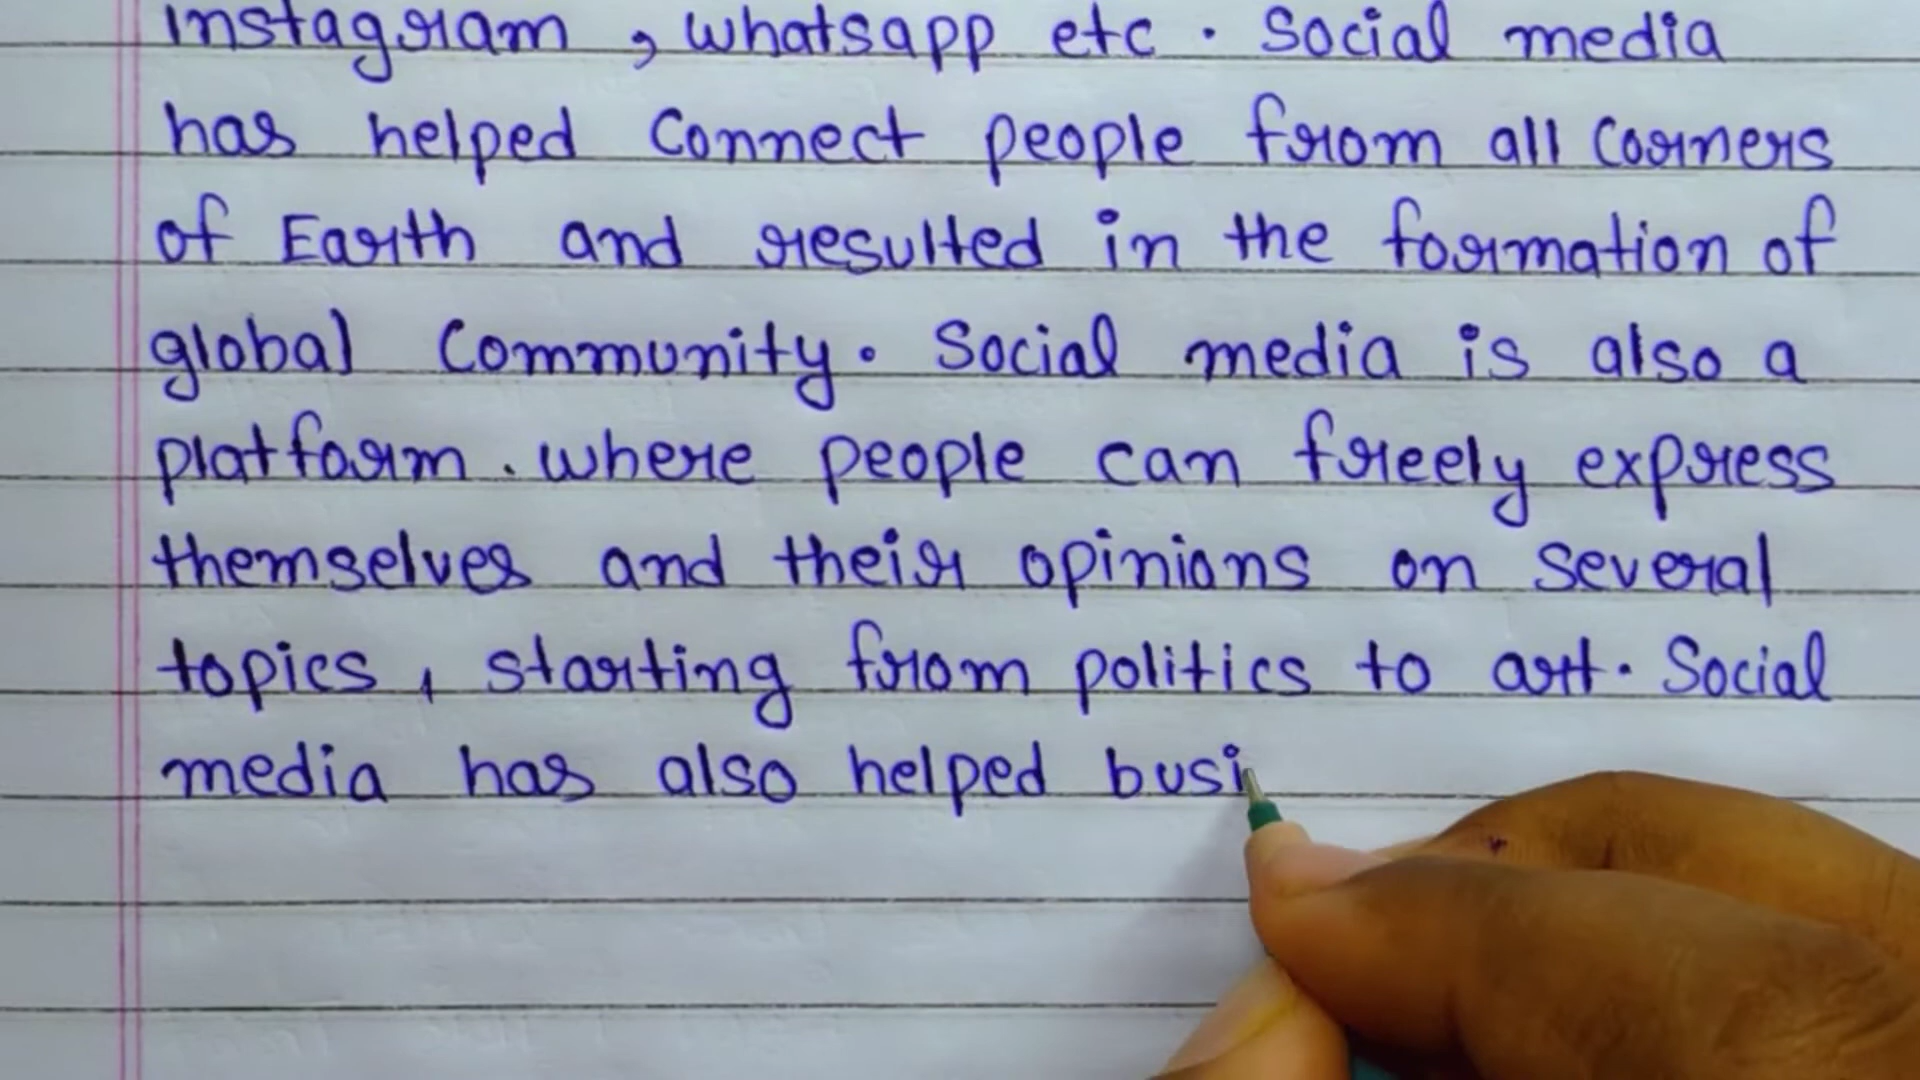 Instagram , whatsapp etc . Social media
has helped Connect people from all Corners
of Earth and resulted in the formation of
global Community. Social media is also a
platform . where people can freely express
themselves and their opinions on several
topics , starting from politics to art. Social
media has also helped busi